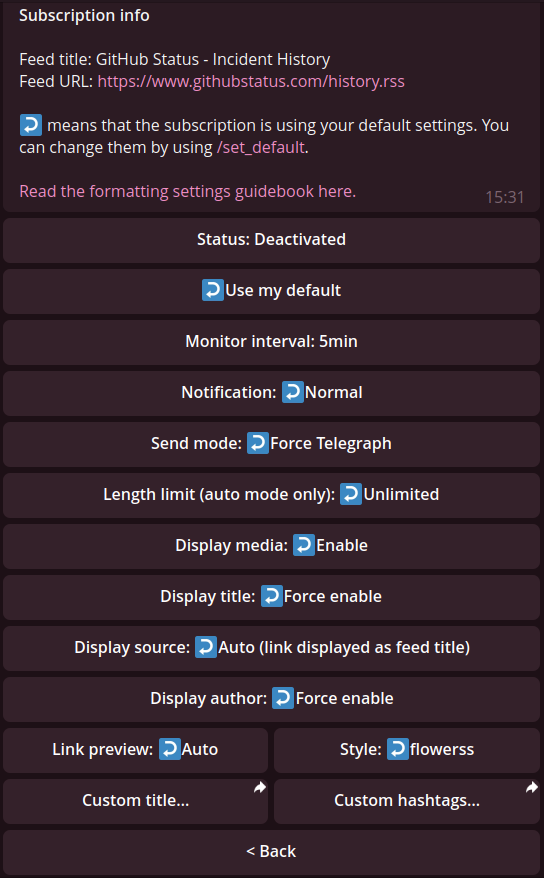 Subscription info
Feed title: GitHub Status - Incident History
Feed URL: https://www.githubstatus.com/history.rss
↩️ means that the subscription is using your default settings. You
can change them by using /set_default.
Read the formatting settings guidebook here.
15:31
Status: Deactivated
↩️Use my default
Monitor interval: 5min
Notification: ↩️Normal
Send mode: ↩️Force Telegraph
Length limit (auto mode only): ↩️Unlimited
Display media: ↩️Enable
Display title: ↩️Force enable
Display source: ↩️Auto (link displayed as feed title)
Display author: ↩️Force enable
Link preview: ↩️Auto
Style: ↩️flowerss
Custom title...
Custom hashtags...
< Back